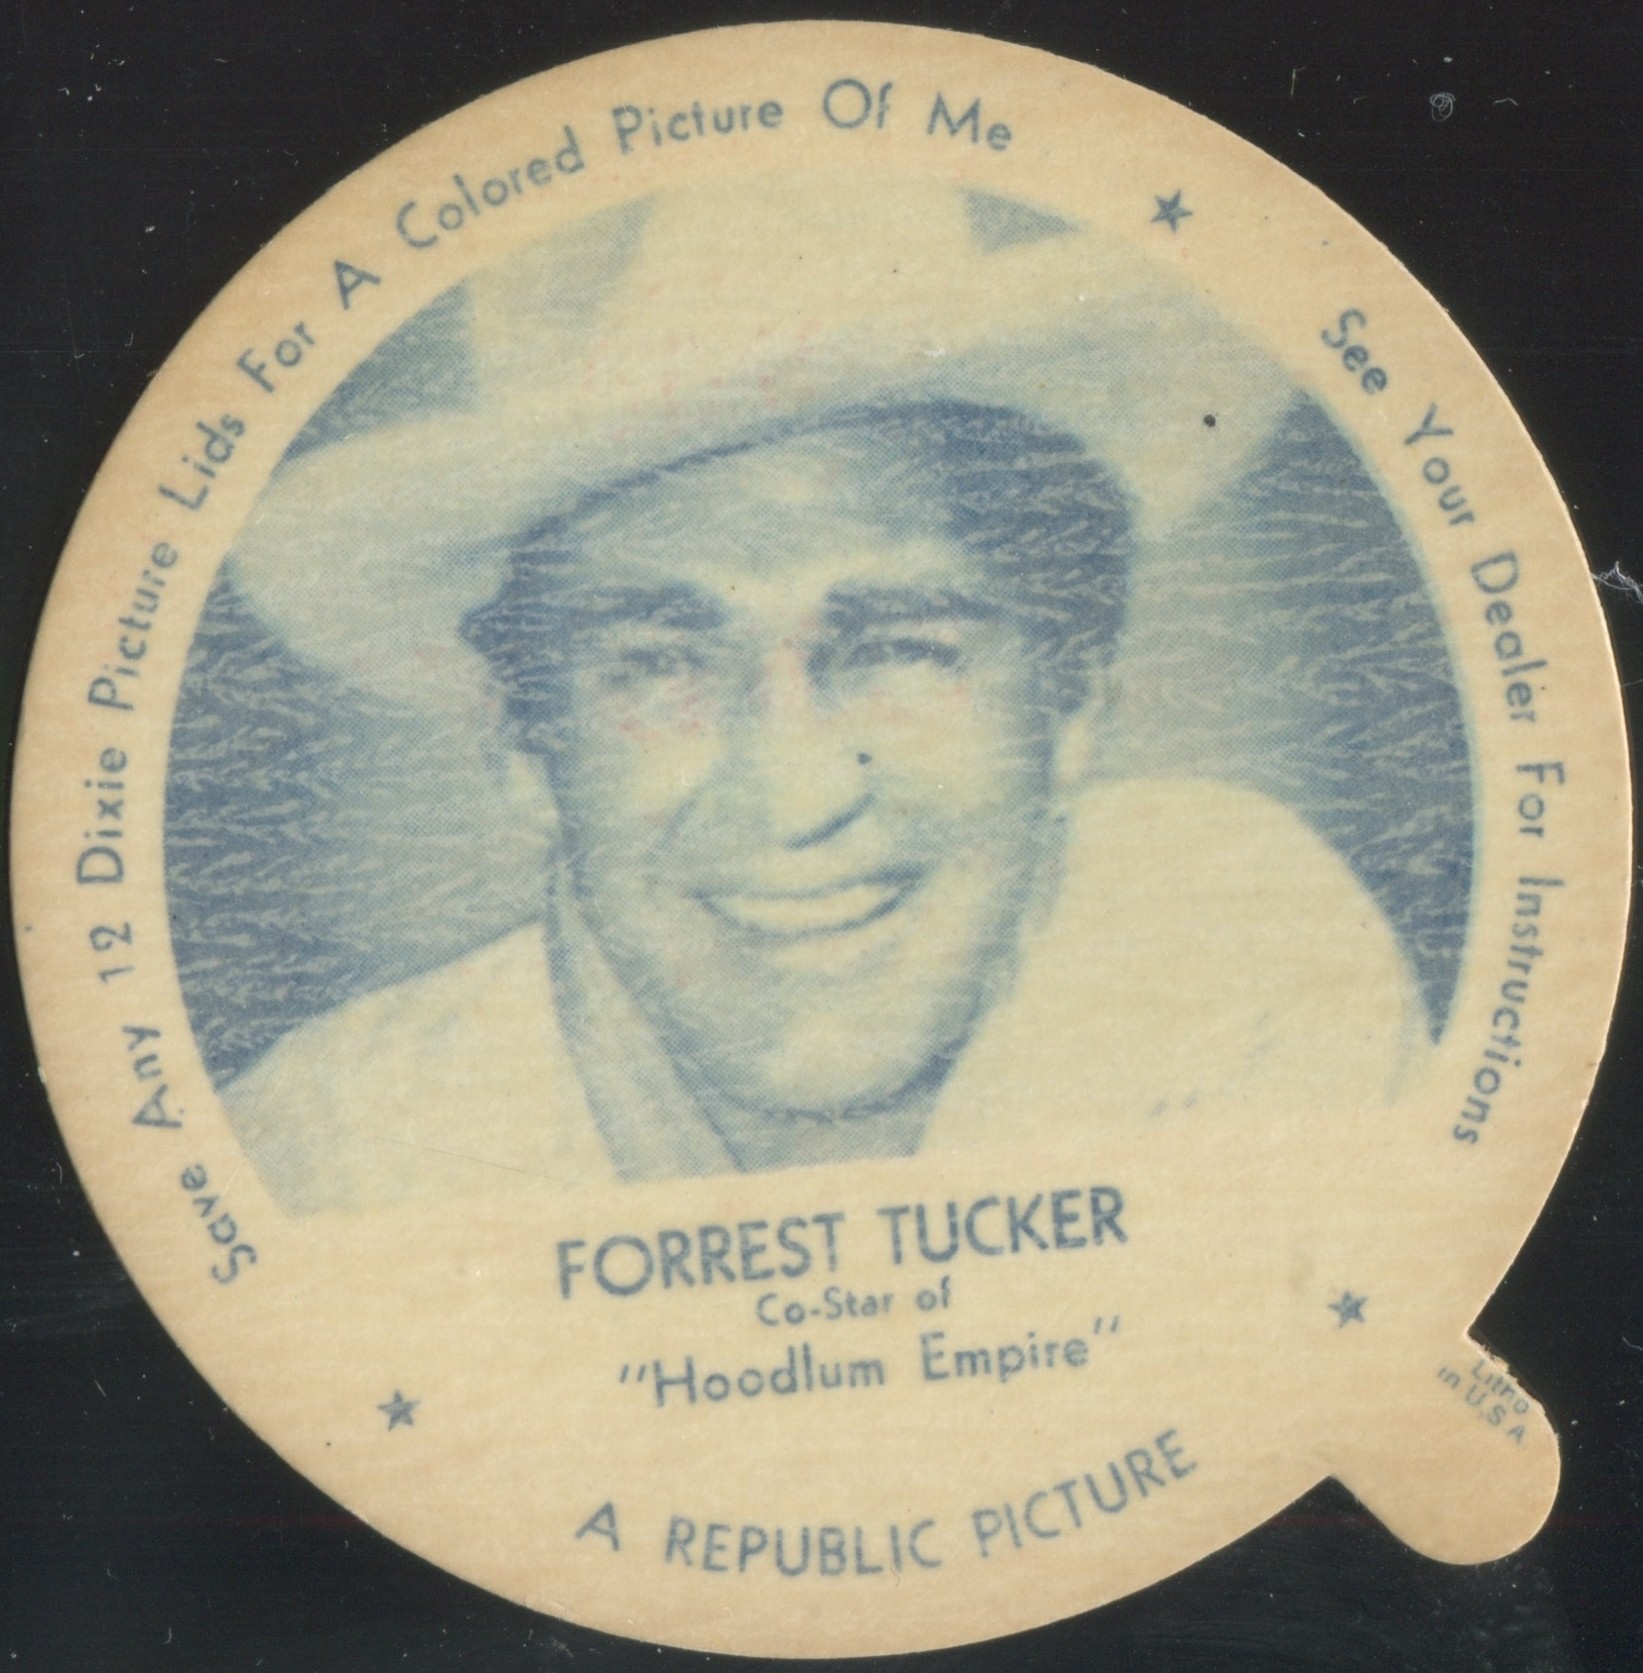 Save Any 12 Dixie Picture Lids For A Colored Picture Of Me
See Your Dealer For Instructions
FORREST TUCKER
Co-Star of
"Hoodlum Empire"
A REPUBLIC PICTURE
Litho
in U.S.A